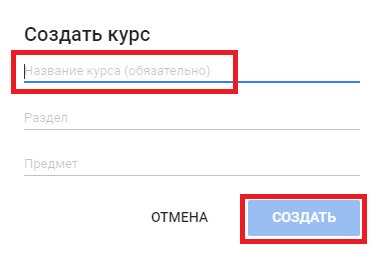 Создать курс
Название курса (обязательно)
Раздел
Предмет
ОТМЕНА СОЗДАТЬ